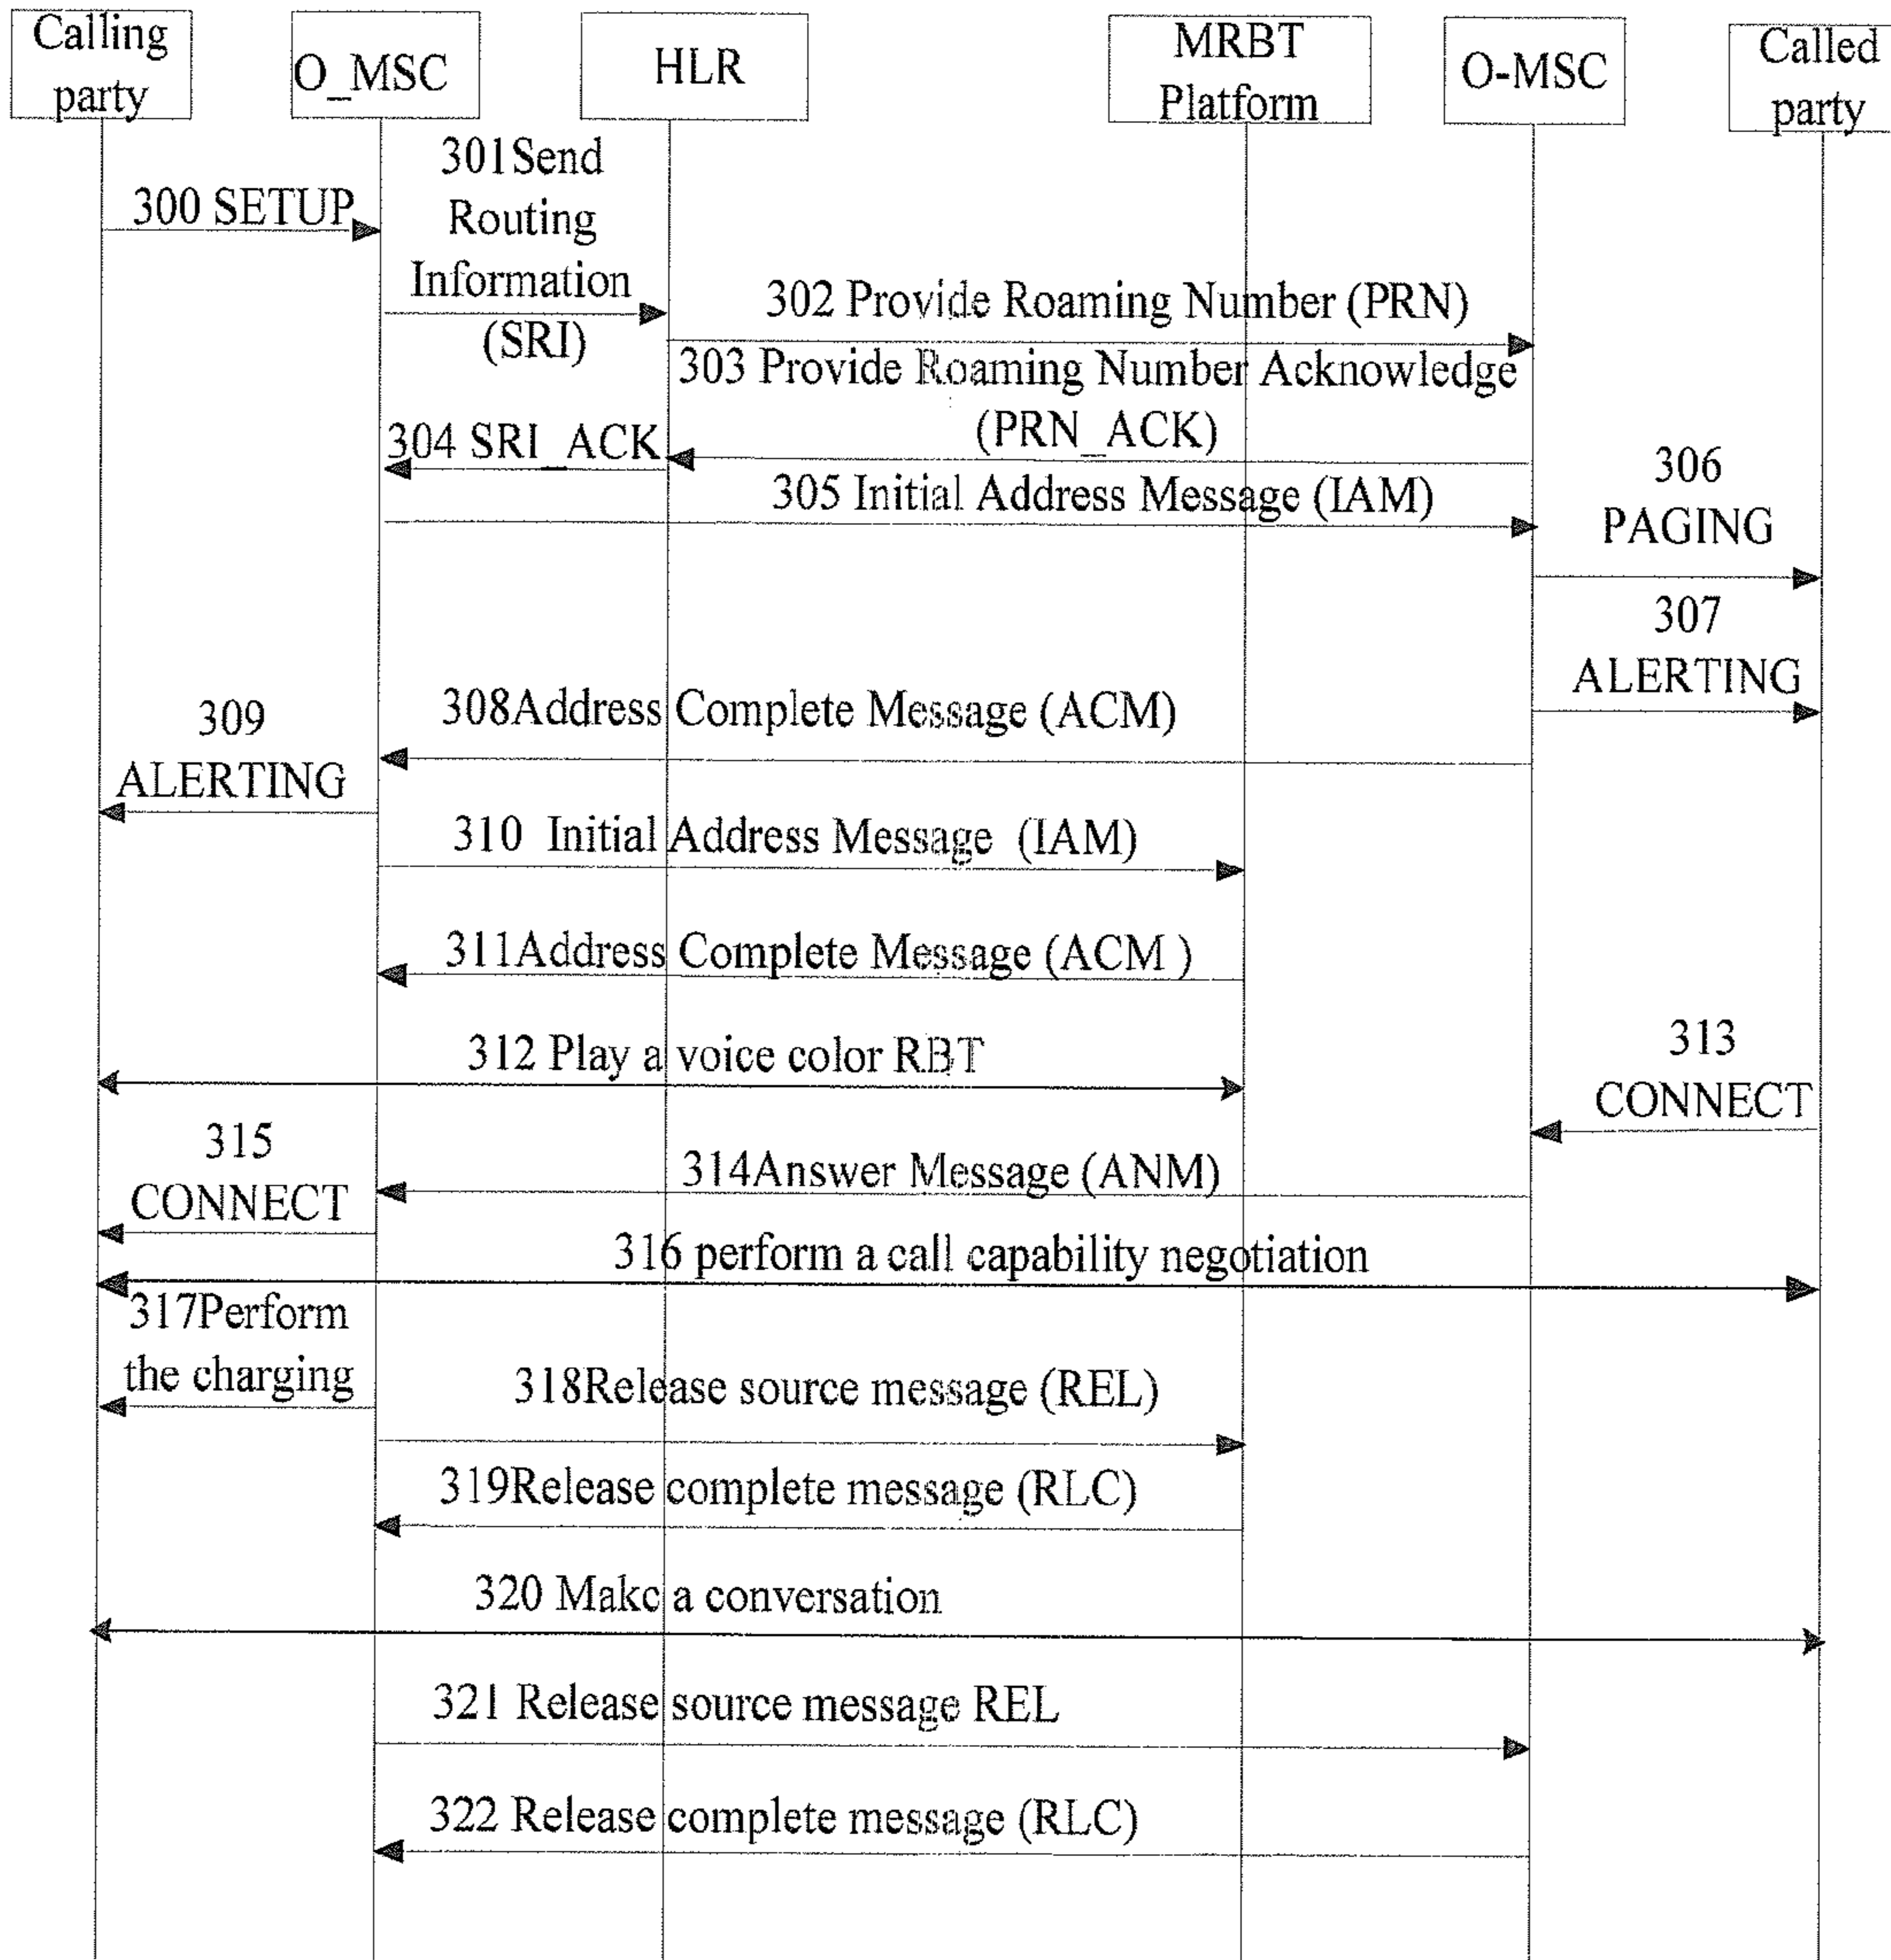 Calling
party
O_MSC
HLR
MRBT
Platform
O-MSC
Called
party
300 SETUP
301Send
Routing
Information
(SRI)
302 Provide Roaming Number (PRN)
303 Provide Roaming Number Acknowledge
(PRN_ACK)
304 SRI_ACK
305 Initial Address Message (IAM)
306
PAGING
307
ALERTING
308Address Complete Message (ACM)
309
ALERTING
310 Initial Address Message (IAM)
311Address Complete Message (ACM )
312 Play a voice color RBT
313
CONNECT
314Answer Message (ANM)
315
CONNECT
316 perform a call capability negotiation
317Perform
the charging
318Release source message (REL)
319Release complete message (RLC)
320 Make a conversation
321 Release source message REL
322 Release complete message (RLC)